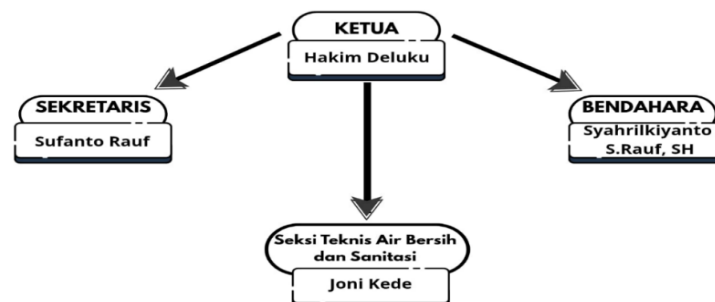 KETUA
Hakim Deluku
SEKRETARIS
Sufanto Rauf
BENDAHARA
Syahrilkiyanto
S.Rauf, SH
Seksi Teknis Air Bersih
dan Sanitasi
Joni Kede